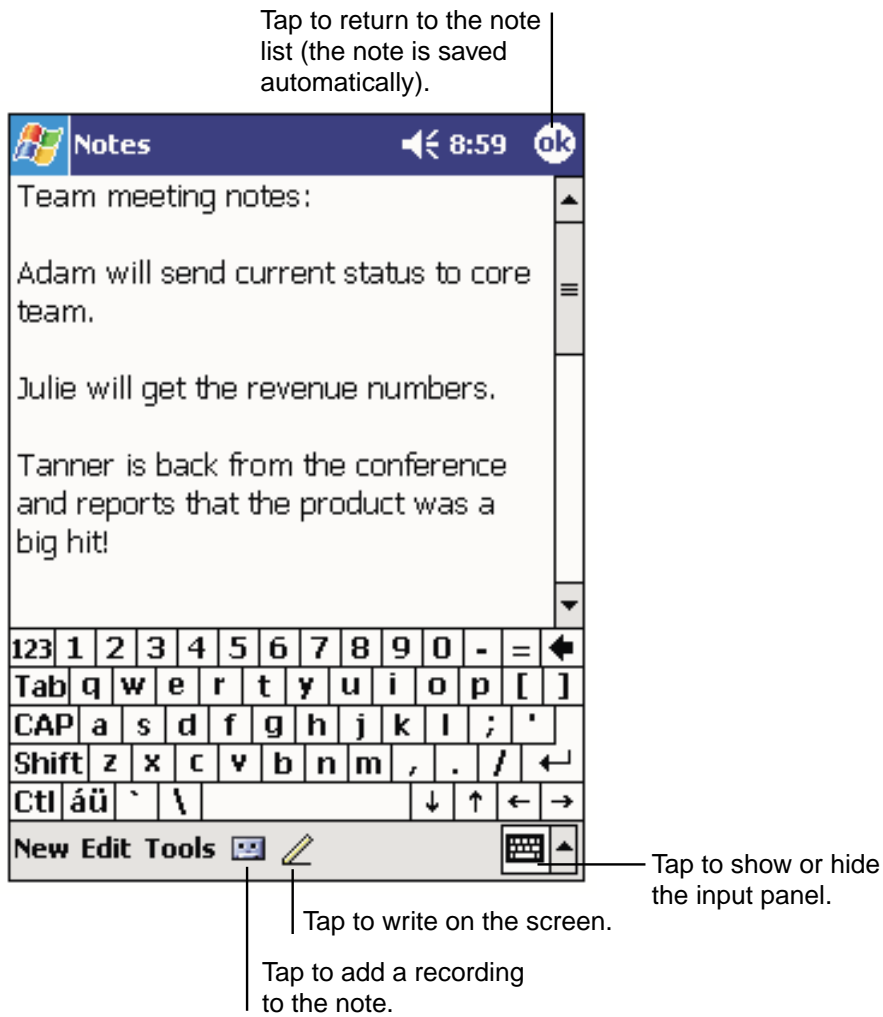 Tap to return to the note
list (the note is saved
automatically).
Notes 8:59 ok
Team meeting notes:
Adam will send current status to core
team.
Julie will get the revenue numbers.
Tanner is back from the conference
and reports that the product was a
big hit!
123 1 2 3 4 5 6 7 8 9 0 - = 🡄
Tab q w e r t y u i o p [ ]
CAP a s d f g h j k l ; '
Shift z x c v b n m , . / ↵
Ctl áü ` \ ↓ ↑ ← →
New Edit Tools
Tap to show or hide
the input panel.
Tap to write on the screen.
Tap to add a recording
to the note.